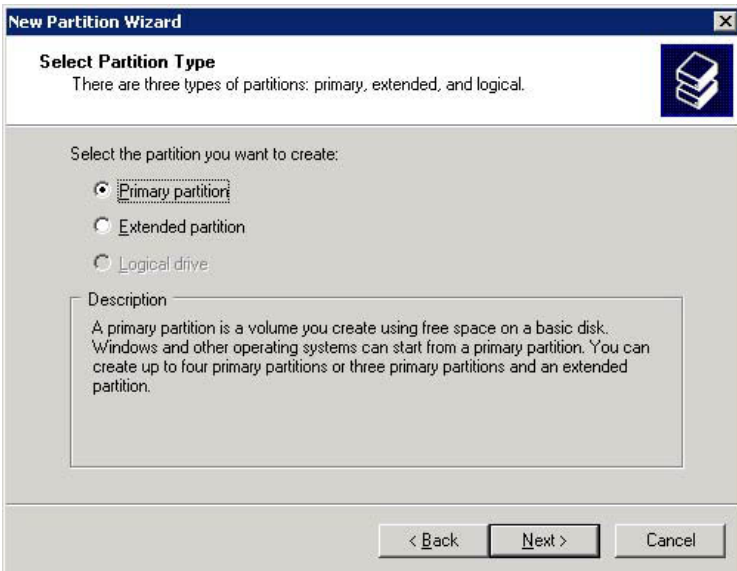 New Partition Wizard
Select Partition Type
There are three types of partitions: primary, extended, and logical.
Select the partition you want to create:
Primary partition
Extended partition
Logical drive
Description
A primary partition is a volume you create using free space on a basic disk.
Windows and other operating systems can start from a primary partition. You can
create up to four primary partitions or three primary partitions and an extended
partition.
< Back
Next >
Cancel